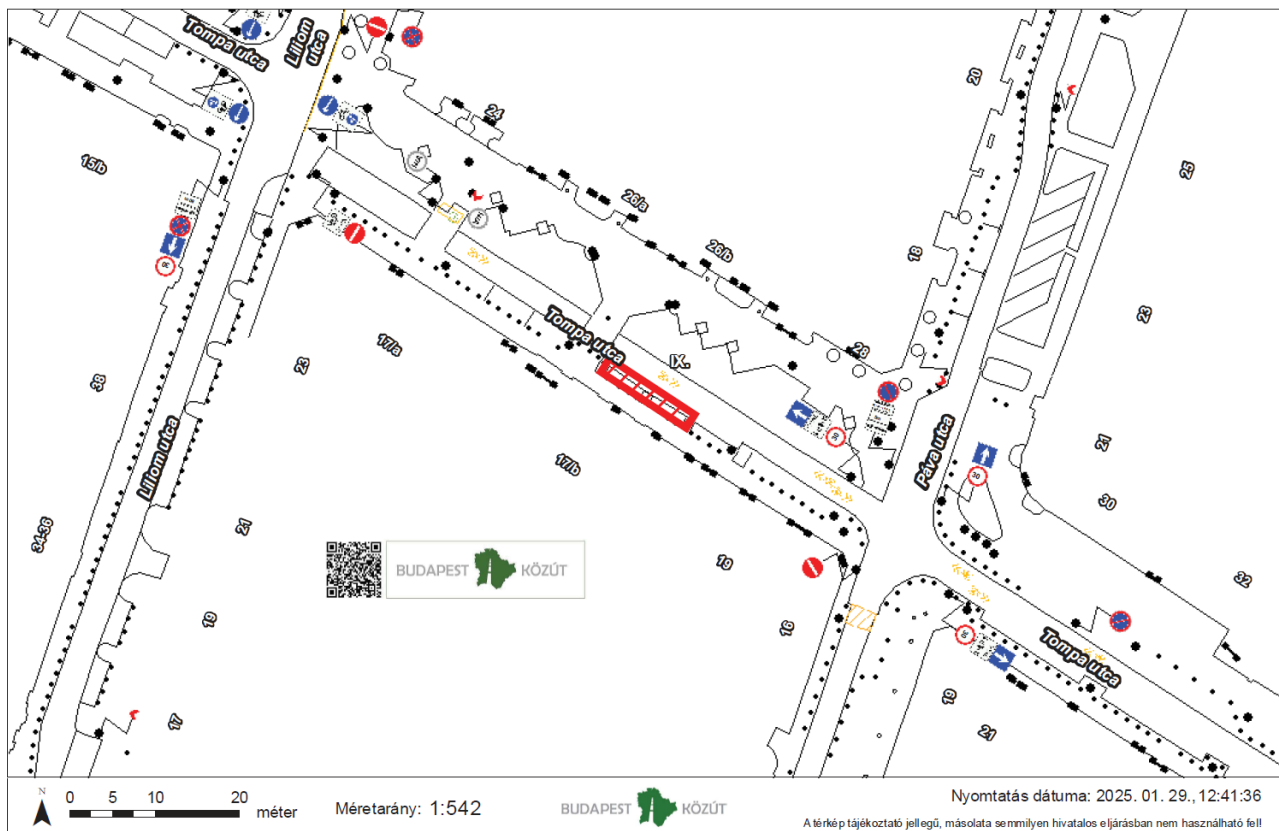 Tompa utca
Liliom
utca
24
20
15/b
26/a
25
26/b
18
23
Tompa utca
17/a
IX.
28
23
38
21
Páva utca
Liliom utca
17/b
30
30
30
21
34-36
19
32
BUDAPEST KÖZÚT
19
16
Tompa utca
19
21
17
N
0 5 10 20
méter
Méretarány: 1:542
BUDAPEST KÖZÚT
Nyomtatás dátuma: 2025. 01. 29., 12:41:36
A térkép tájékoztató jellegű, másolata semmilyen hivatalos eljárásban nem használható fel!